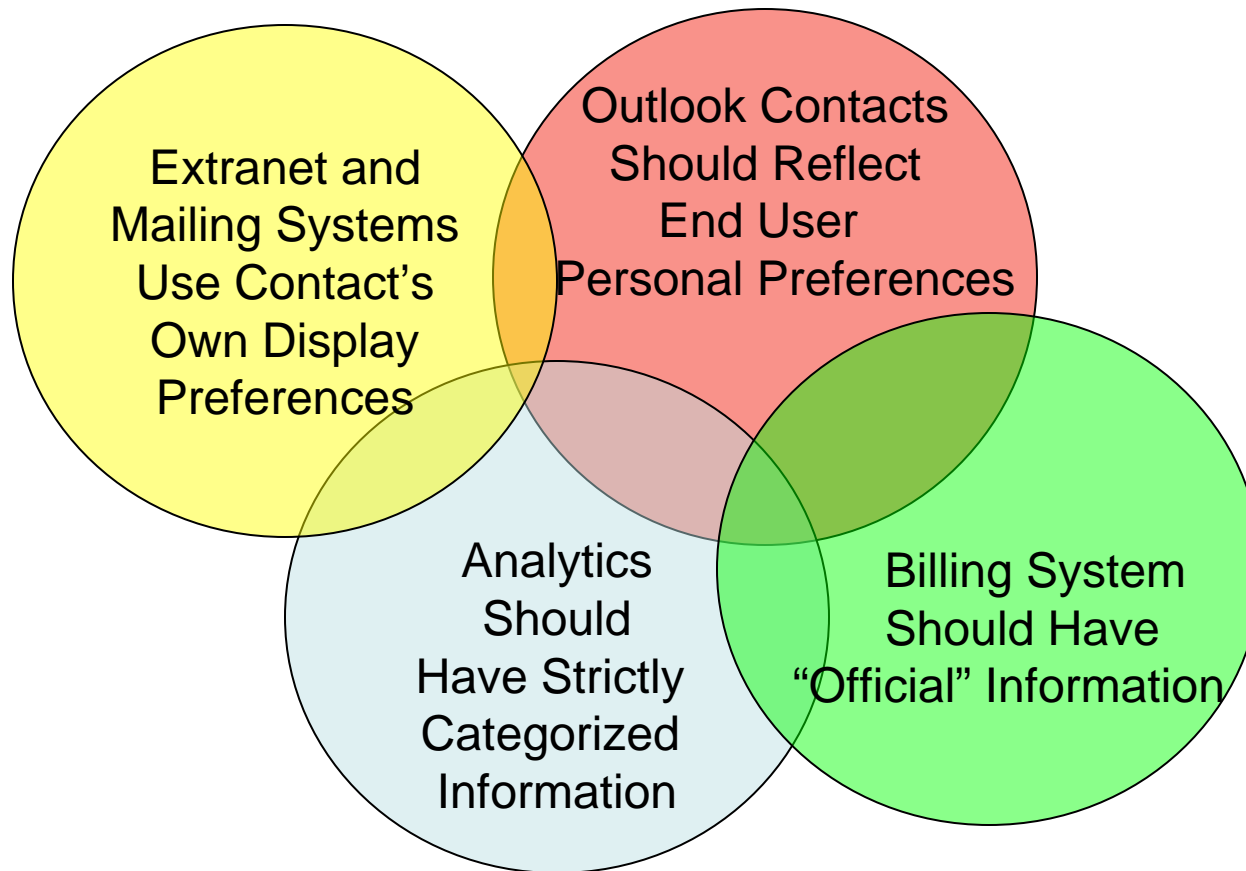 Extranet and
Mailing Systems
Use Contact’s
Own Display
Preferences
Outlook Contacts
Should Reflect
End User
Personal Preferences
Analytics
Should
Have Strictly
Categorized
Information
Billing System
Should Have
“Official” Information